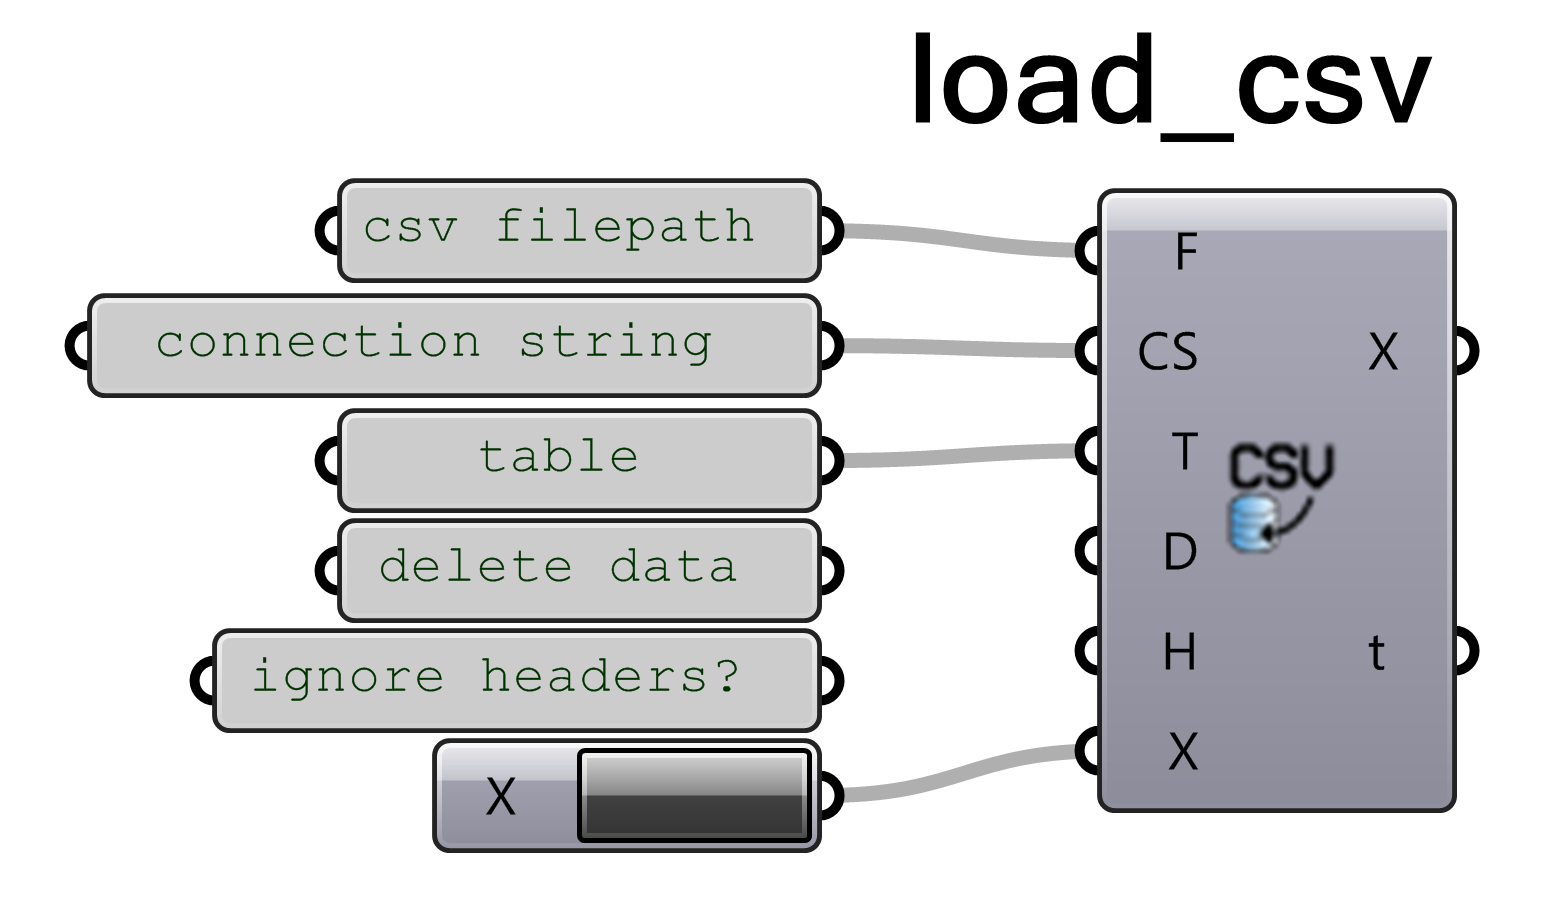 load_csv
csv filepath
connection string
table
delete data
ignore headers?
X
F
CS
T
D
H
X
CSV
X
t